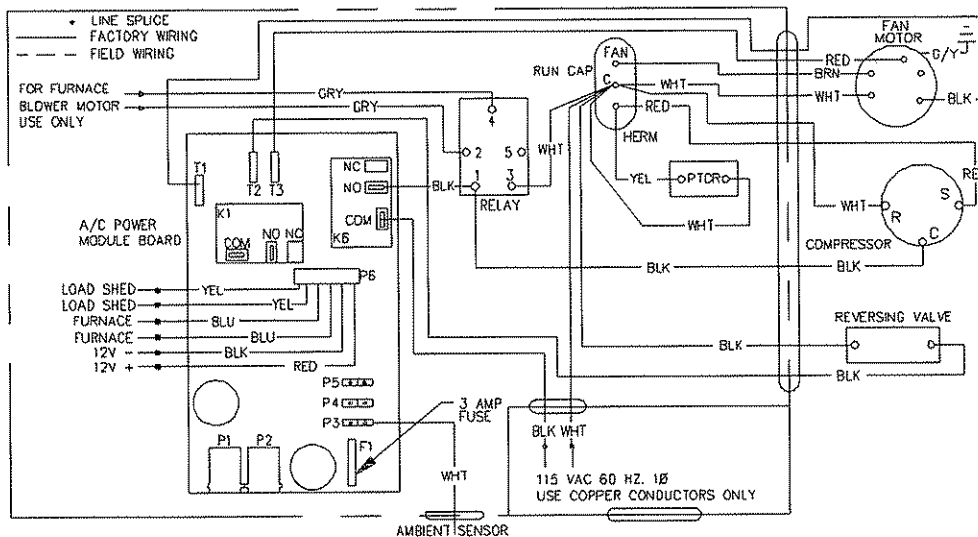 LINE SPLICE
FACTORY WIRING
FIELD WIRING
FOR FURNACE
BLOWER MOTOR
USE ONLY
GRY
GRY
RUN CAP
FAN
C
HERM
WHT
RED
BRN
WHT
WHT
RED
FAN
MOTOR
G/Y
BLK
4
2
5
1
3
RELAY
WHT
YEL
PTCR
WHT
WHT
R
S
C
RE
COMPRESSOR
BLK
BLK
T1
T2
T3
NC
NO
COM
K6
BLK
A/C POWER
MODULE BOARD
K1
COM
NO
NC
P6
LOAD SHED
YEL
LOAD SHED
YEL
FURNACE
BLU
FURNACE
BLU
12V -
BLK
12V +
RED
REVERSING VALVE
BLK
BLK
P5
P4
P3
3 AMP
FUSE
P1
P2
F1
WHT
BLK WHT
115 VAC 60 HZ. 1Ø
USE COPPER CONDUCTORS ONLY
AMBIENT SENSOR